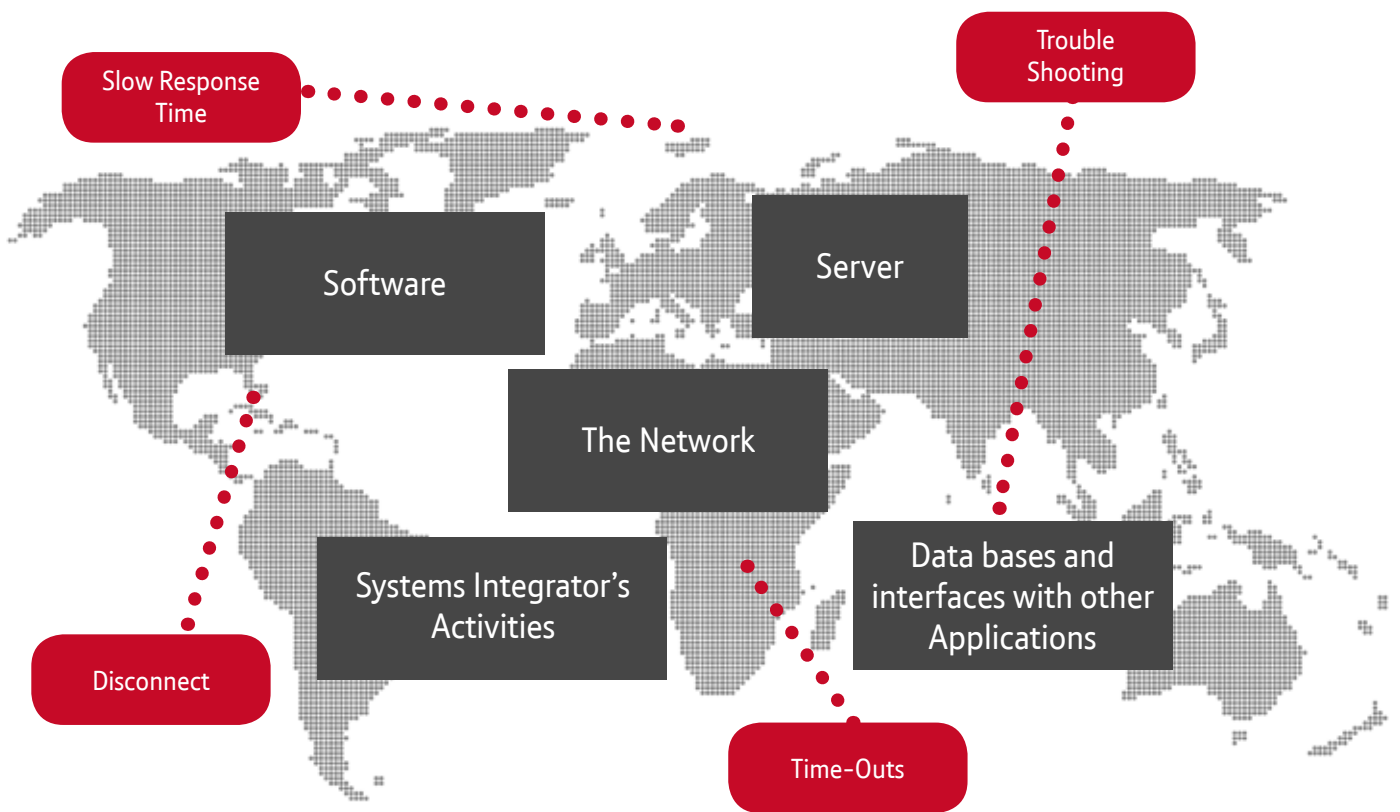 Trouble
Shooting
Slow Response
Time
Server
Software
The Network
Data bases and
interfaces with other
Applications
Systems Integrator’s
Activities
Disconnect
Time-Outs